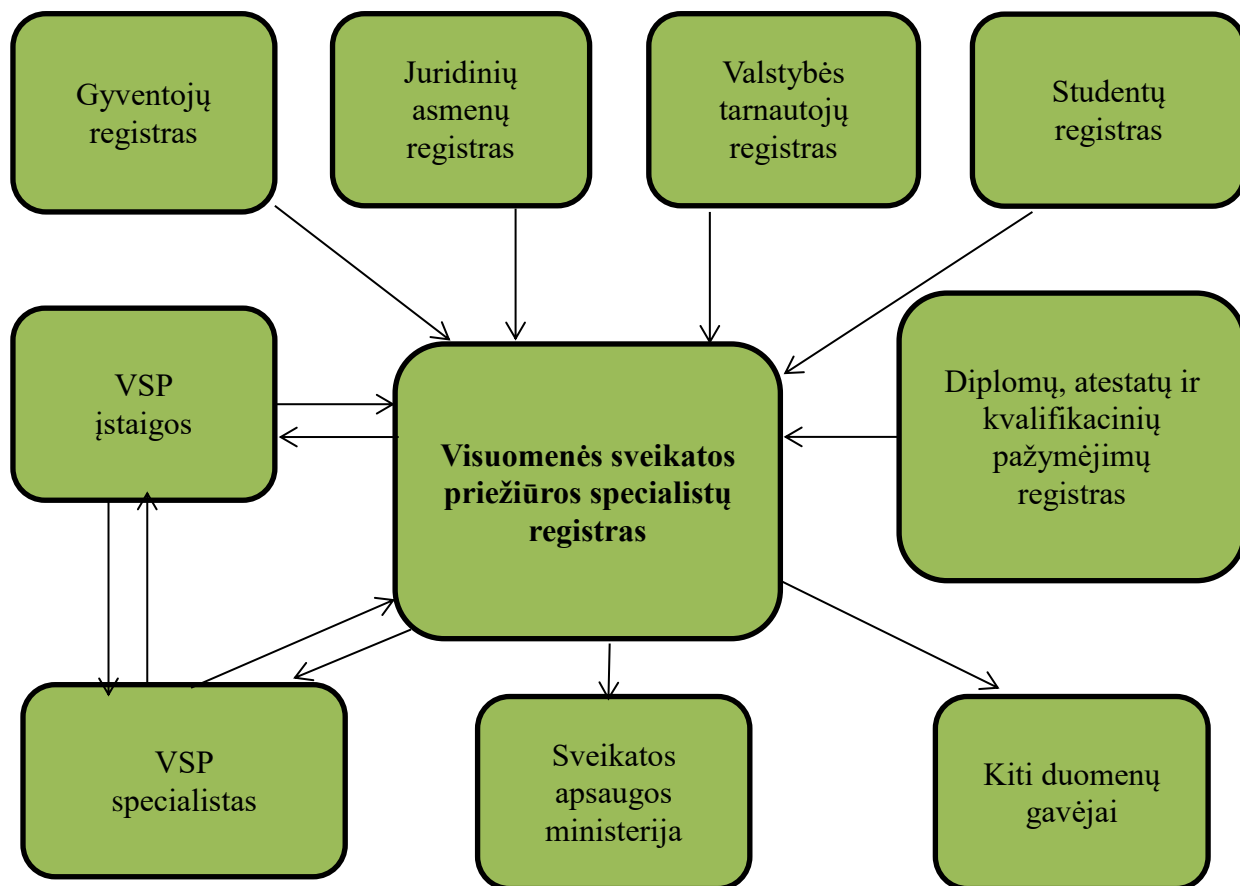 Gyventojų
registras
Juridinių
asmenų
registras
Valstybės
tarnautojų
registras
Studentų
registras
VSP
įstaigos
Visuomenės sveikatos
priežiūros specialistų
registras
Diplomų, atestatų ir
kvalifikacinių
pažymėjimų
registras
VSP
specialistas
Sveikatos
apsaugos
ministerija
Kiti duomenų
gavėjai